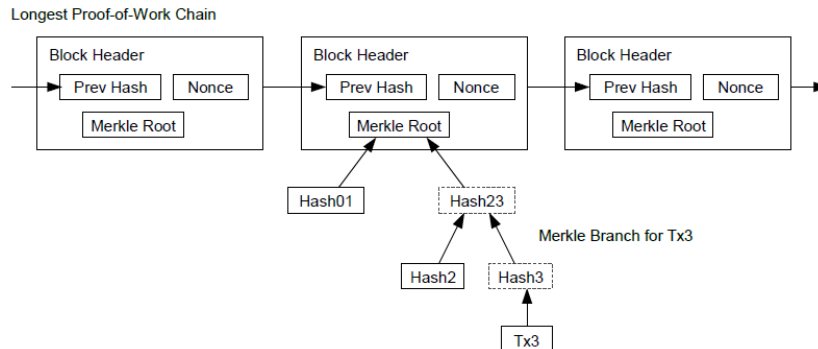 Longest Proof-of-Work Chain
Block Header
Block Header
Block Header
Prev Hash
Nonce
Prev Hash
Nonce
Prev Hash
Nonce
Merkle Root
Merkle Root
Merkle Root
Hash01
Hash23
Merkle Branch for Tx3
Hash2
Hash3
Tx3